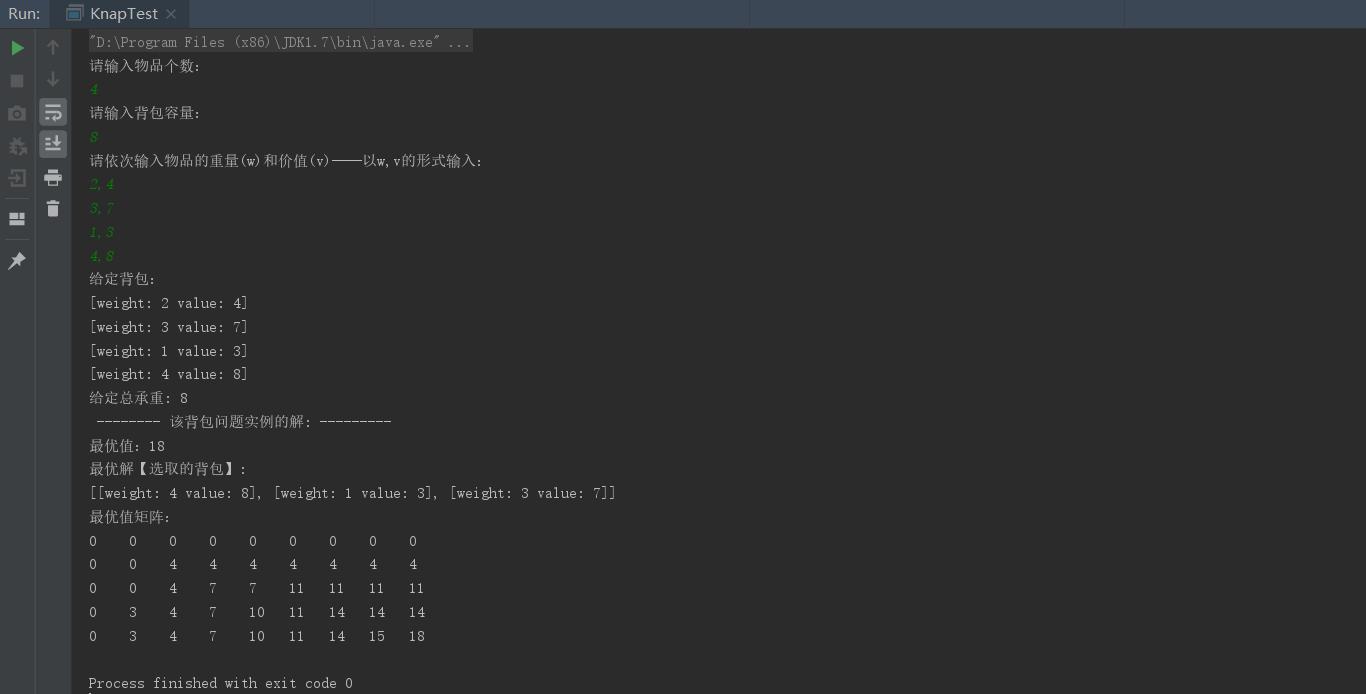 Run: KnapTest
"D:\Program Files (x86)\JDK1.7\bin\java.exe" ...
请输入物品个数:
4
请输入背包容量:
8
请依次输入物品的重量(w)和价值(v)——以w,v的形式输入:
2,4
3,7
1,3
4,8
给定背包:
[weight: 2 value: 4]
[weight: 3 value: 7]
[weight: 1 value: 3]
[weight: 4 value: 8]
给定总承重: 8
-------- 该背包问题实例的解: ---------
最优值: 18
最优解【选取的背包】:
[[weight: 4 value: 8], [weight: 1 value: 3], [weight: 3 value: 7]]
最优值矩阵:
0 0 0 0 0 0 0 0 0
0 0 4 4 4 4 4 4 4
0 0 4 7 7 11 11 11 11
0 3 4 7 10 11 14 14 14
0 3 4 7 10 11 14 15 18
Process finished with exit code 0